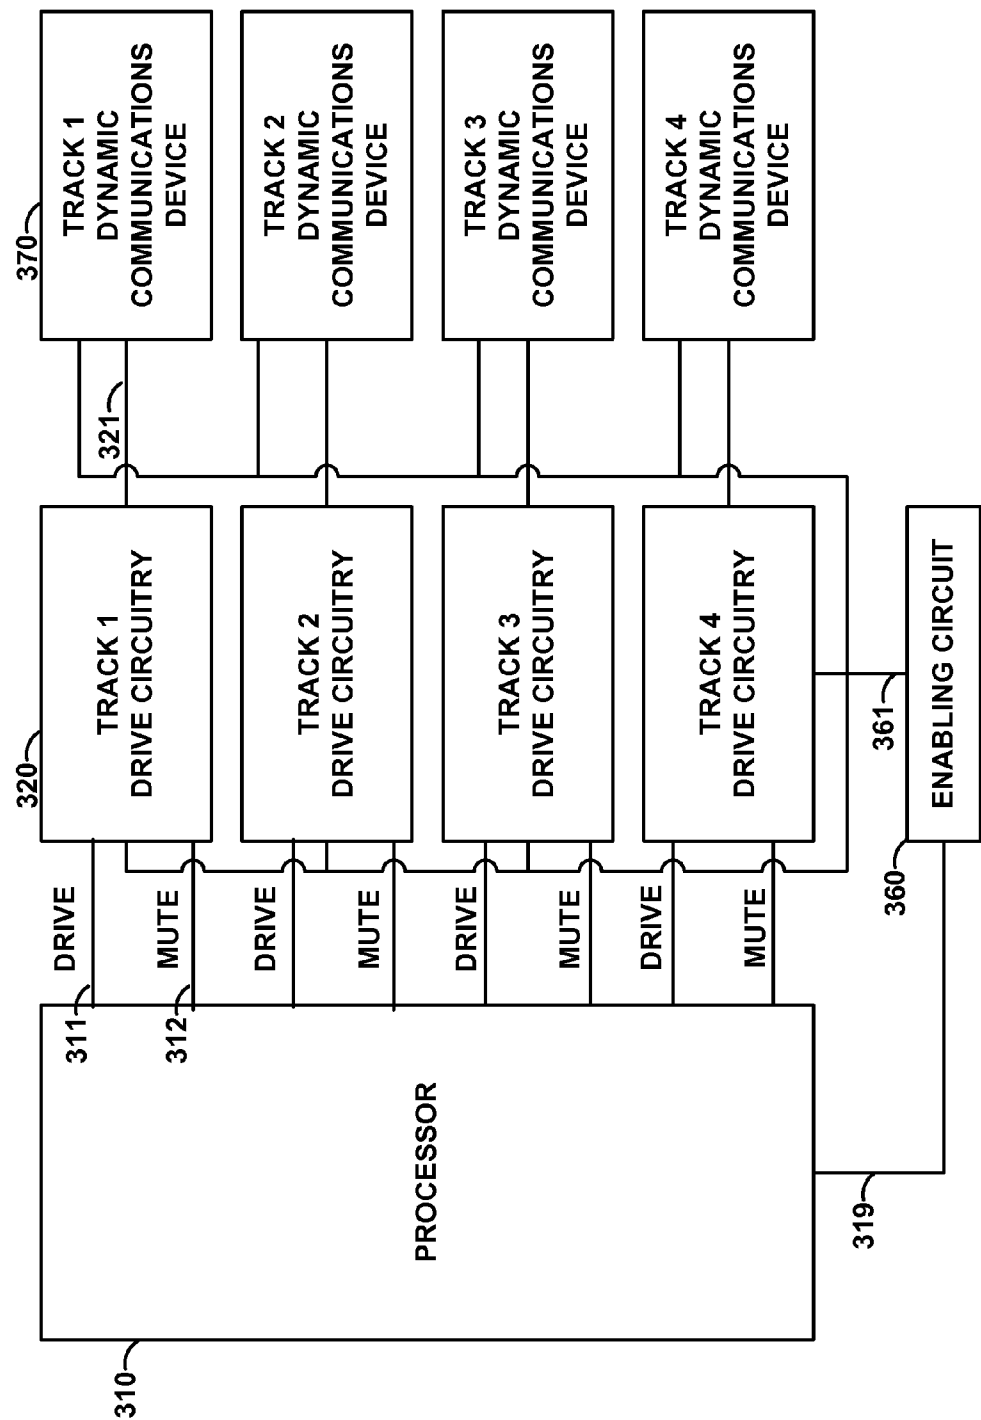 370
TRACK 1
DYNAMIC
COMMUNICATIONS
DEVICE
TRACK 2
DYNAMIC
COMMUNICATIONS
DEVICE
TRACK 3
DYNAMIC
COMMUNICATIONS
DEVICE
TRACK 4
DYNAMIC
COMMUNICATIONS
DEVICE
321
320
TRACK 1
DRIVE CIRCUITRY
TRACK 2
DRIVE CIRCUITRY
TRACK 3
DRIVE CIRCUITRY
TRACK 4
DRIVE CIRCUITRY
361
360
ENABLING CIRCUIT
DRIVE
311
MUTE
312
DRIVE
MUTE
DRIVE
MUTE
DRIVE
MUTE
310
PROCESSOR
319